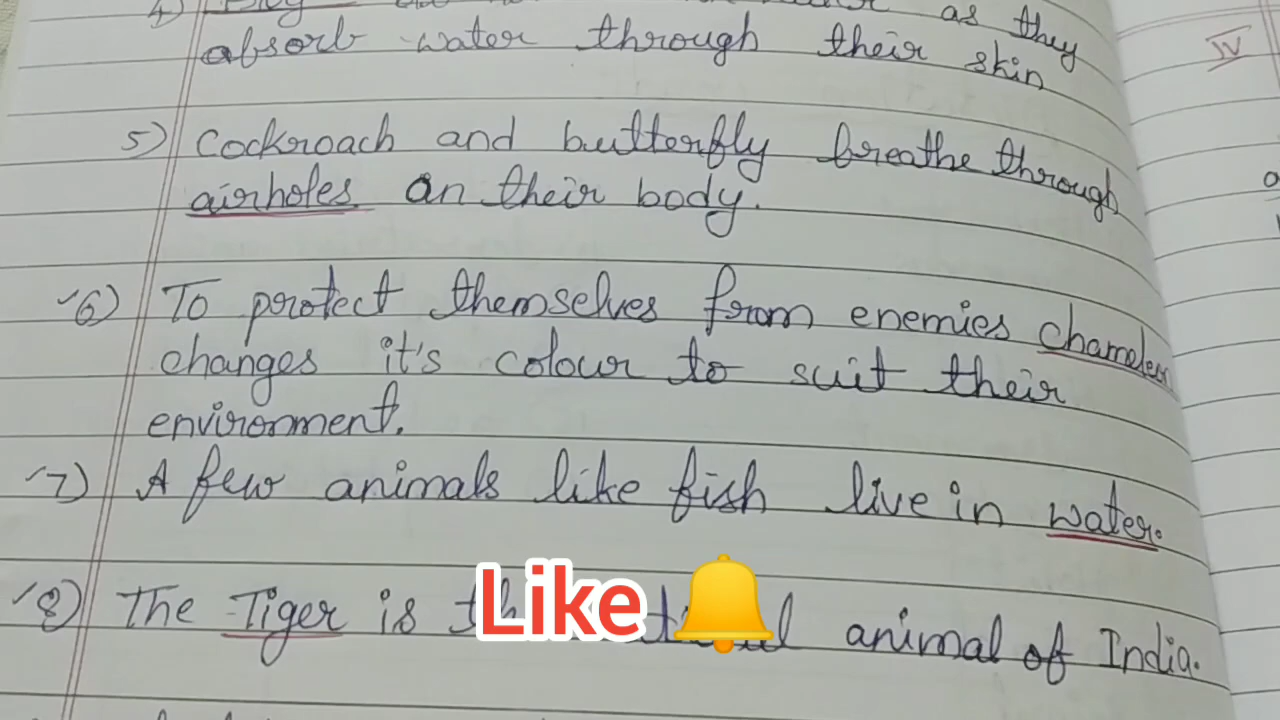 4) as they
absorb water through their skin
IV
5) Cockroach and butterfly breathe through
airholes on their body.
6) To protect themselves from enemies chameleon
changes it's colour to suit their
environment.
7) A few animals like fish live in water.
8) The Tiger is animal of India.
Like